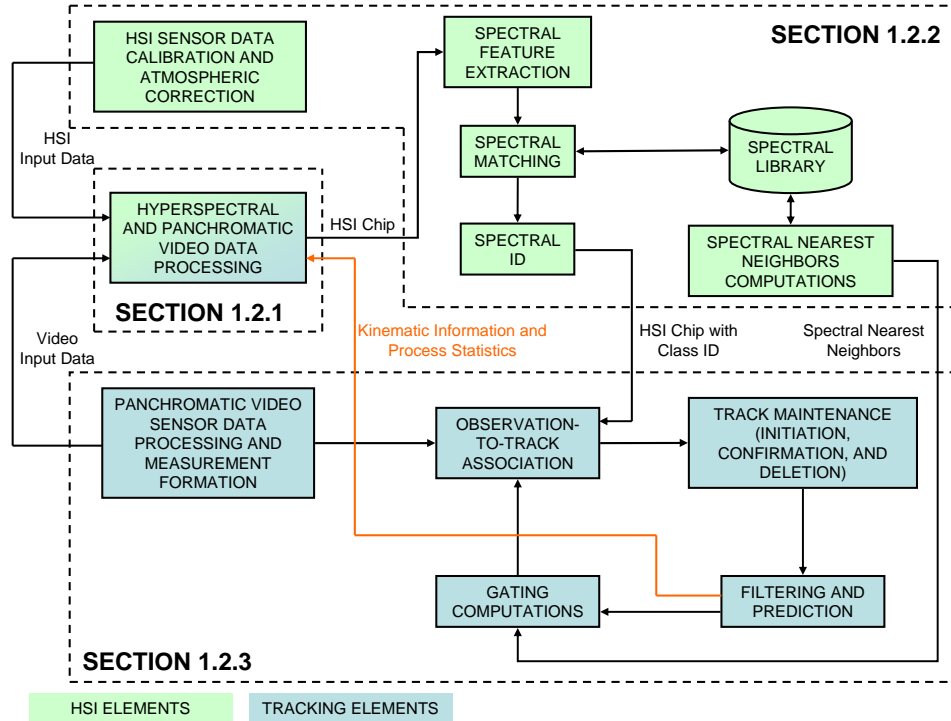 HSI SENSOR DATA
CALIBRATION AND
ATMOSPHERIC
CORRECTION
SPECTRAL
FEATURE
EXTRACTION
SECTION 1.2.2
HSI
Input Data
SPECTRAL
MATCHING
SPECTRAL
LIBRARY
HYPERSPECTRAL
AND PANCHROMATIC
VIDEO DATA
PROCESSING
HSI Chip
SPECTRAL
ID
SPECTRAL NEAREST
NEIGHBORS
COMPUTATIONS
SECTION 1.2.1
Video
Input Data
Kinematic Information and
Process Statistics
HSI Chip with
Class ID
Spectral Nearest
Neighbors
PANCHROMATIC VIDEO
SENSOR DATA
PROCESSING AND
MEASUREMENT
FORMATION
OBSERVATION-
TO-TRACK
ASSOCIATION
TRACK MAINTENANCE
(INITIATION,
CONFIRMATION, AND
DELETION)
GATING
COMPUTATIONS
FILTERING AND
PREDICTION
SECTION 1.2.3
HSI ELEMENTS
TRACKING ELEMENTS